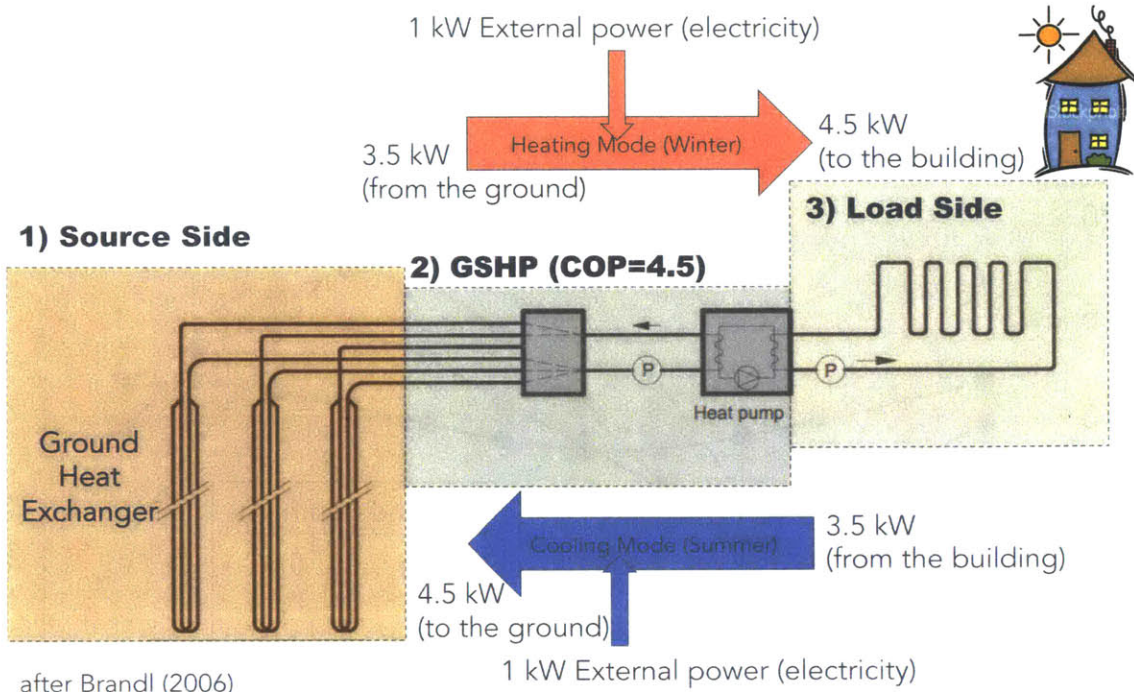 1 kW External power (electricity)
Heating Mode (Winter)
4.5 kW
(to the building)
3.5 kW
(from the ground)
3) Load Side
1) Source Side
2) GSHP (COP=4.5)
P
P
Heat pump
Ground
Heat
Exchanger
Cooling Mode (Summer)
3.5 kW
(from the building)
4.5 kW
(to the ground)
1 kW External power (electricity)
after Brandl (2006)